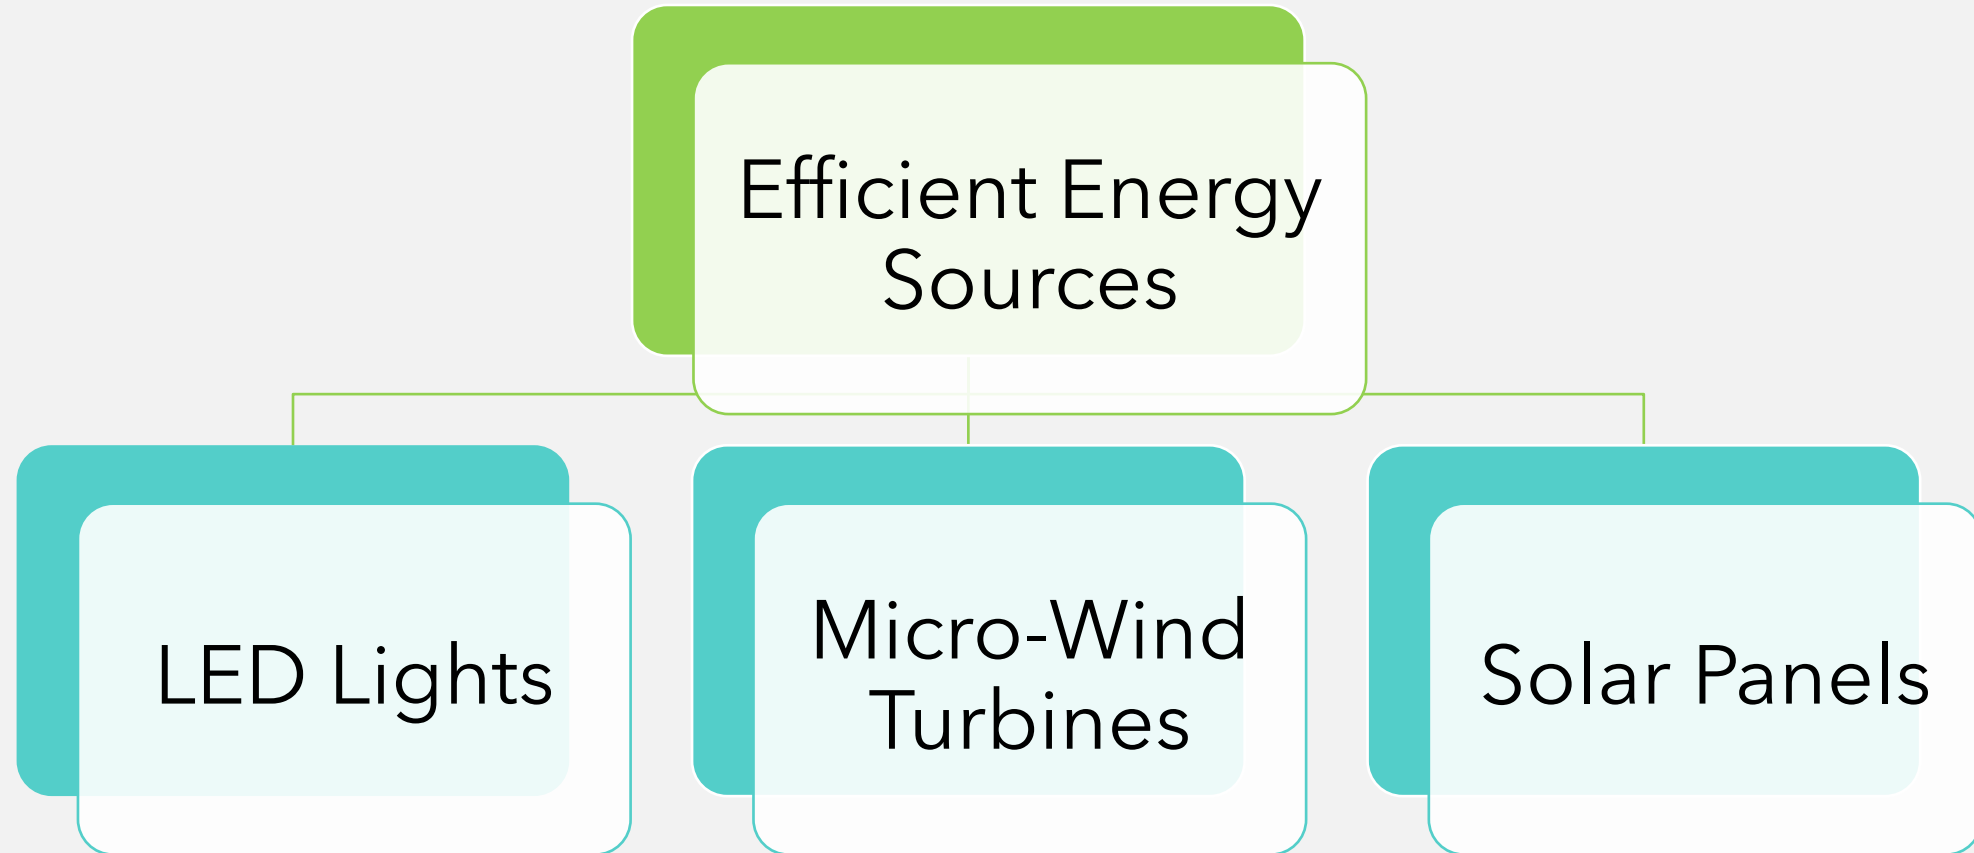 Efficient Energy
Sources
LED Lights
Micro-Wind
Turbines
Solar Panels